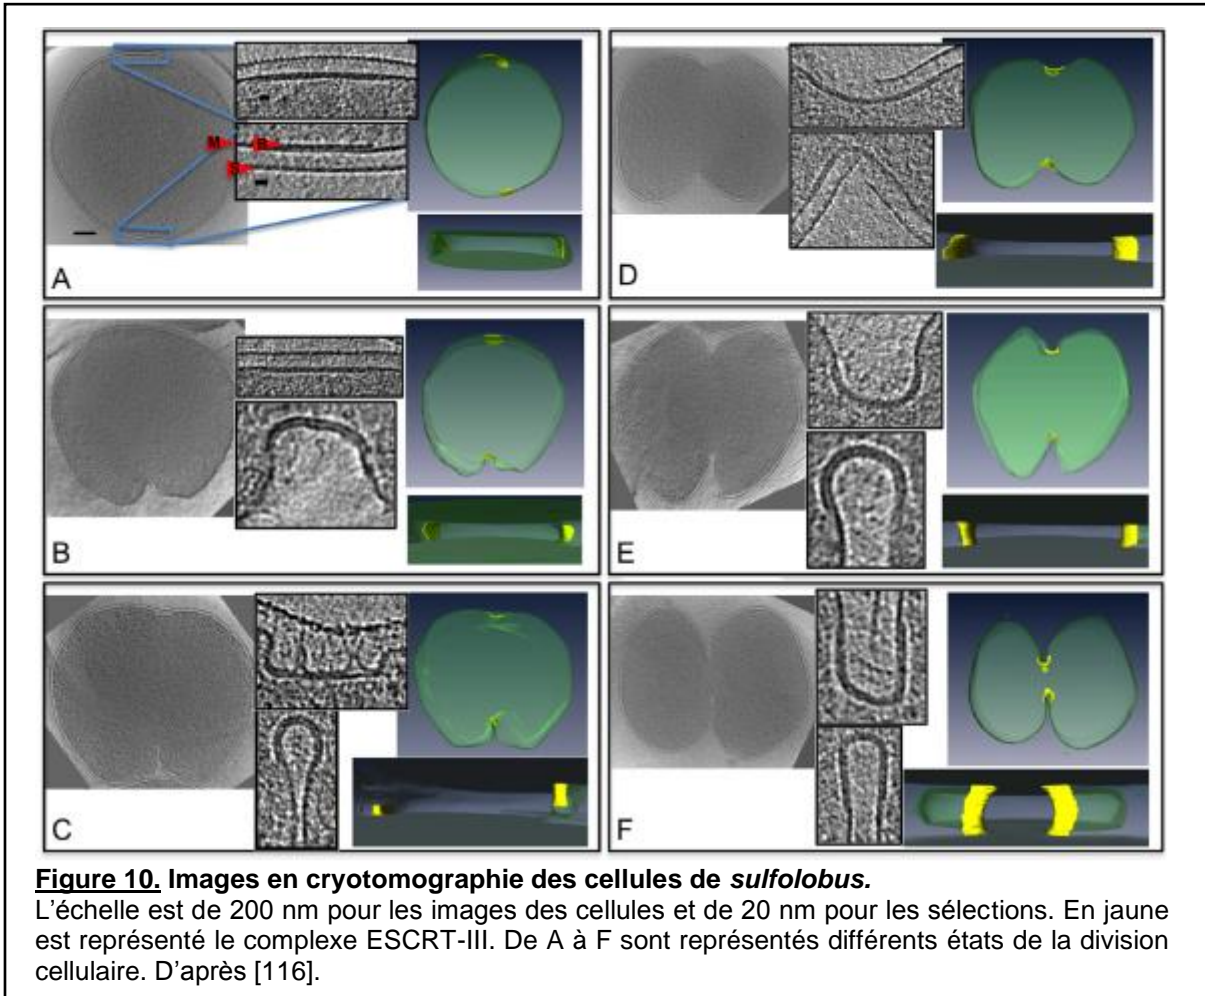 A
M
B
S
D
B
E
C
F
Figure 10. Images en cryotomographie des cellules de sulfolobus.
L'échelle est de 200 nm pour les images des cellules et de 20 nm pour les sélections. En jaune
est représenté le complexe ESCRT-III. De A à F sont représentés différents états de la division
cellulaire. D'après [116].